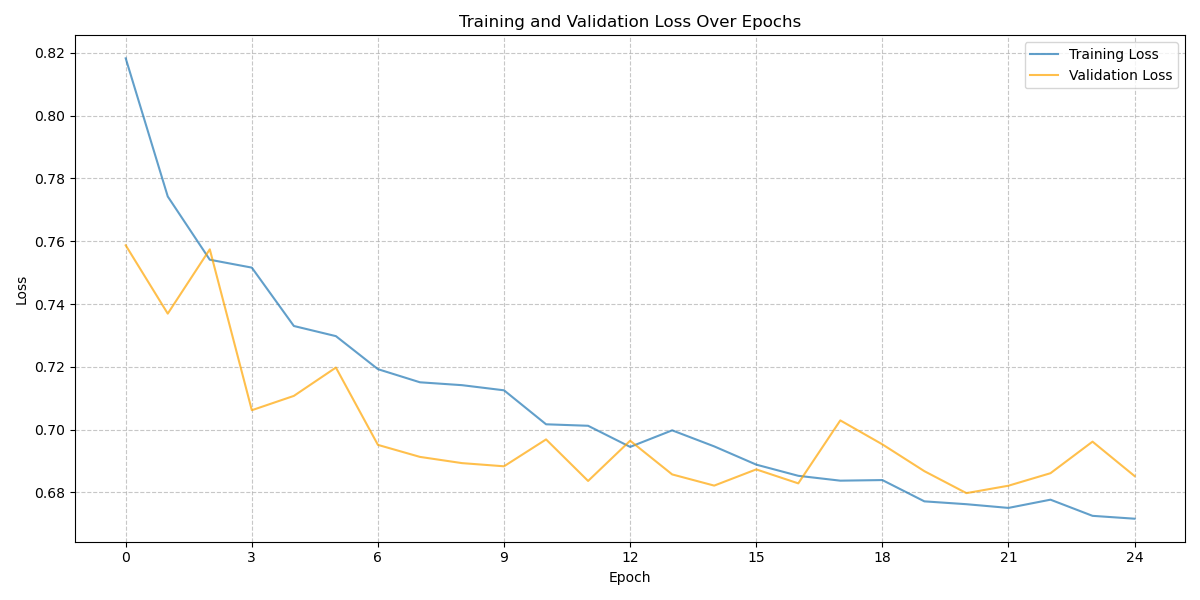 Training and Validation Loss Over Epochs
Training Loss
Validation Loss
0.82
0.80
0.78
0.76
0.74
0.72
0.70
0.68
Loss
0 3 6 9 12 15 18 21 24
Epoch